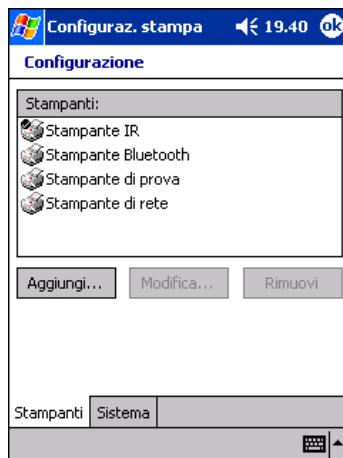 Configuraz. stampa 19.40 ok
Configurazione
Stampanti:
Stampante IR
Stampante Bluetooth
Stampante di prova
Stampante di rete
Aggiungi... Modifica... Rimuovi
Stampanti Sistema